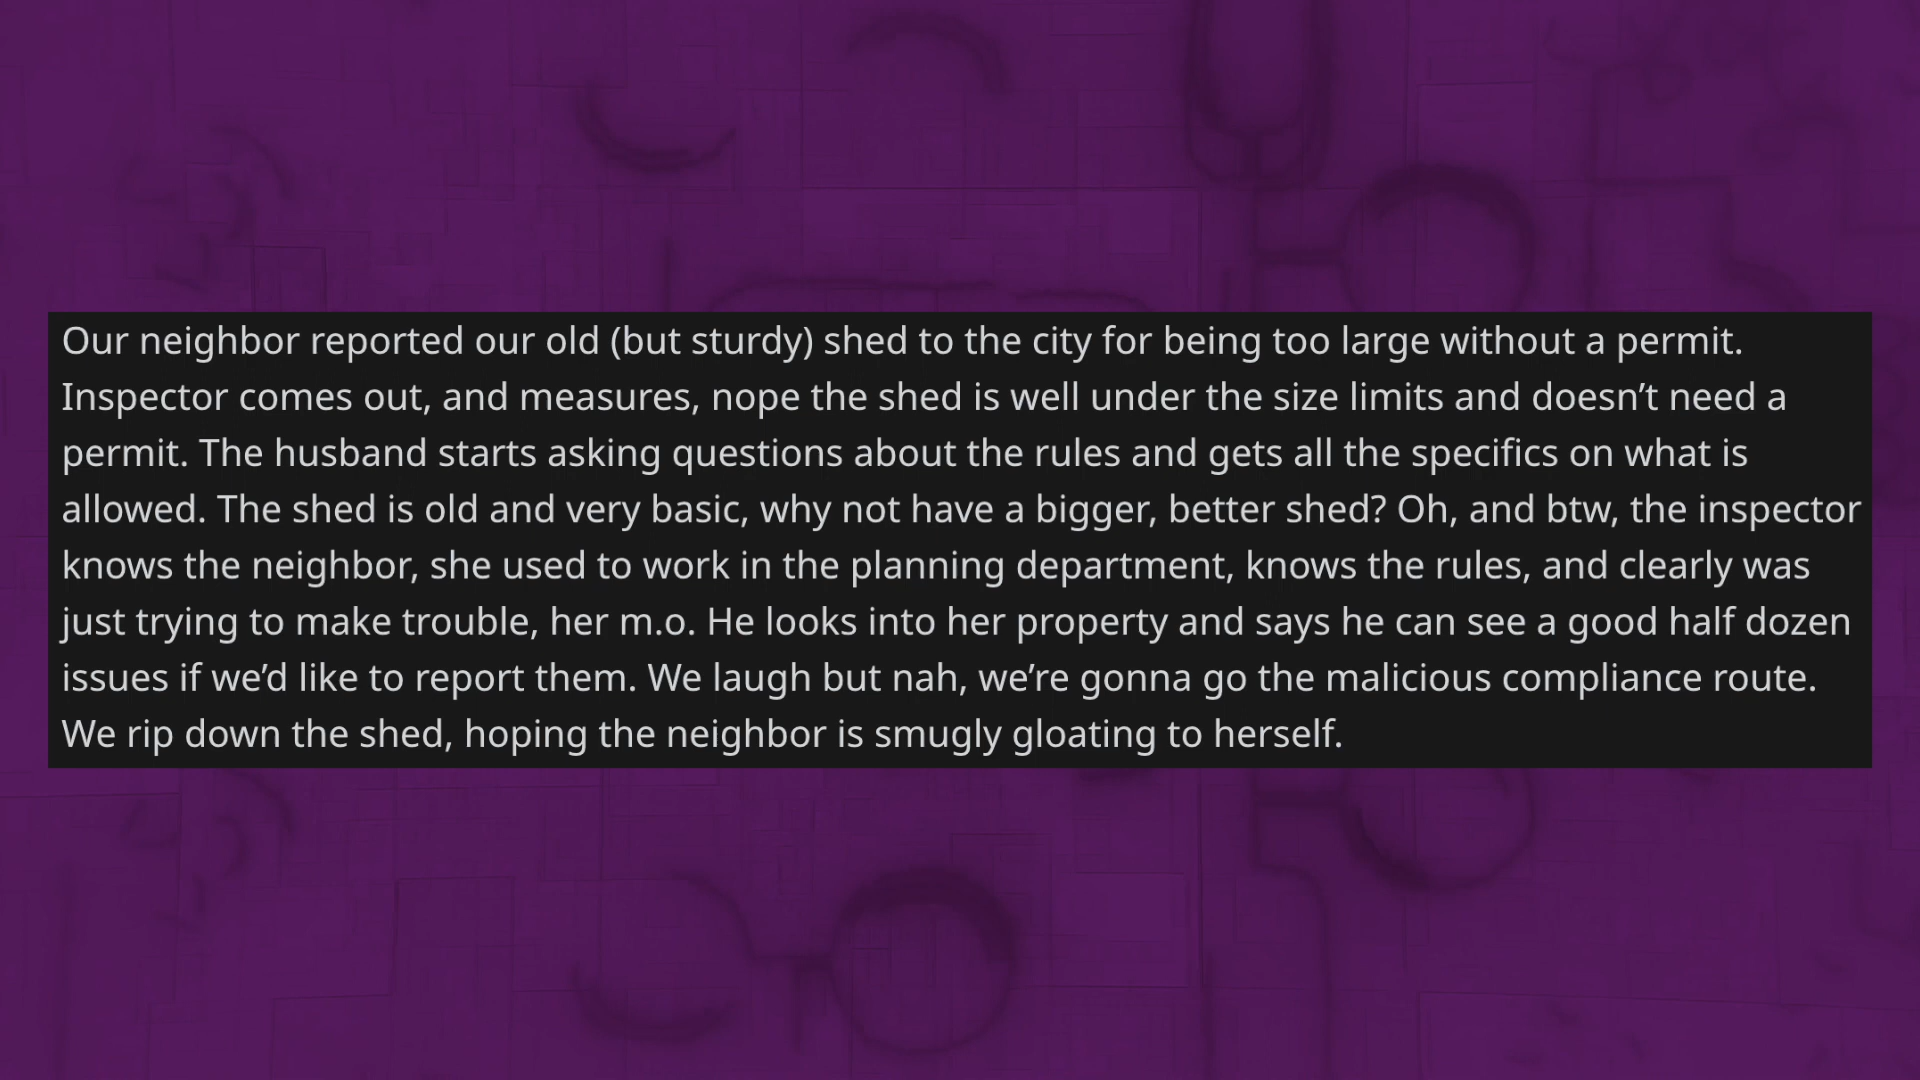 Our neighbor reported our old (but sturdy) shed to the city for being too large without a permit.
Inspector comes out, and measures, nope the shed is well under the size limits and doesn’t need a
permit. The husband starts asking questions about the rules and gets all the specifics on what is
allowed. The shed is old and very basic, why not have a bigger, better shed? Oh, and btw, the inspector
knows the neighbor, she used to work in the planning department, knows the rules, and clearly was
just trying to make trouble, her m.o. He looks into her property and says he can see a good half dozen
issues if we’d like to report them. We laugh but nah, we’re gonna go the malicious compliance route.
We rip down the shed, hoping the neighbor is smugly gloating to herself.